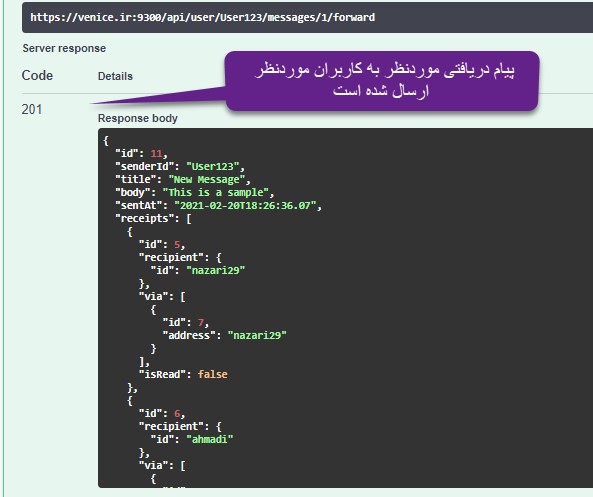 https://venice.ir:9300/api/user/User123/messages/1/forward
Server response
Code Details
پیام دریافتی موردنظر به کاربران موردنظر
ارسال شده است
201
Response body
{
"id": 11,
"senderId": "User123",
"title": "New Message",
"body": "This is a sample",
"sentAt": "2021-02-20T18:26:36.07",
"receipts": [
{
"id": 5,
"recipient": {
"id": "nazari29"
},
"via": [
{
"id": 7,
"address": "nazari29"
}
],
"isRead": false
},
{
"id": 6,
"recipient": {
"id": "ahmadi"
},
"via": [
{